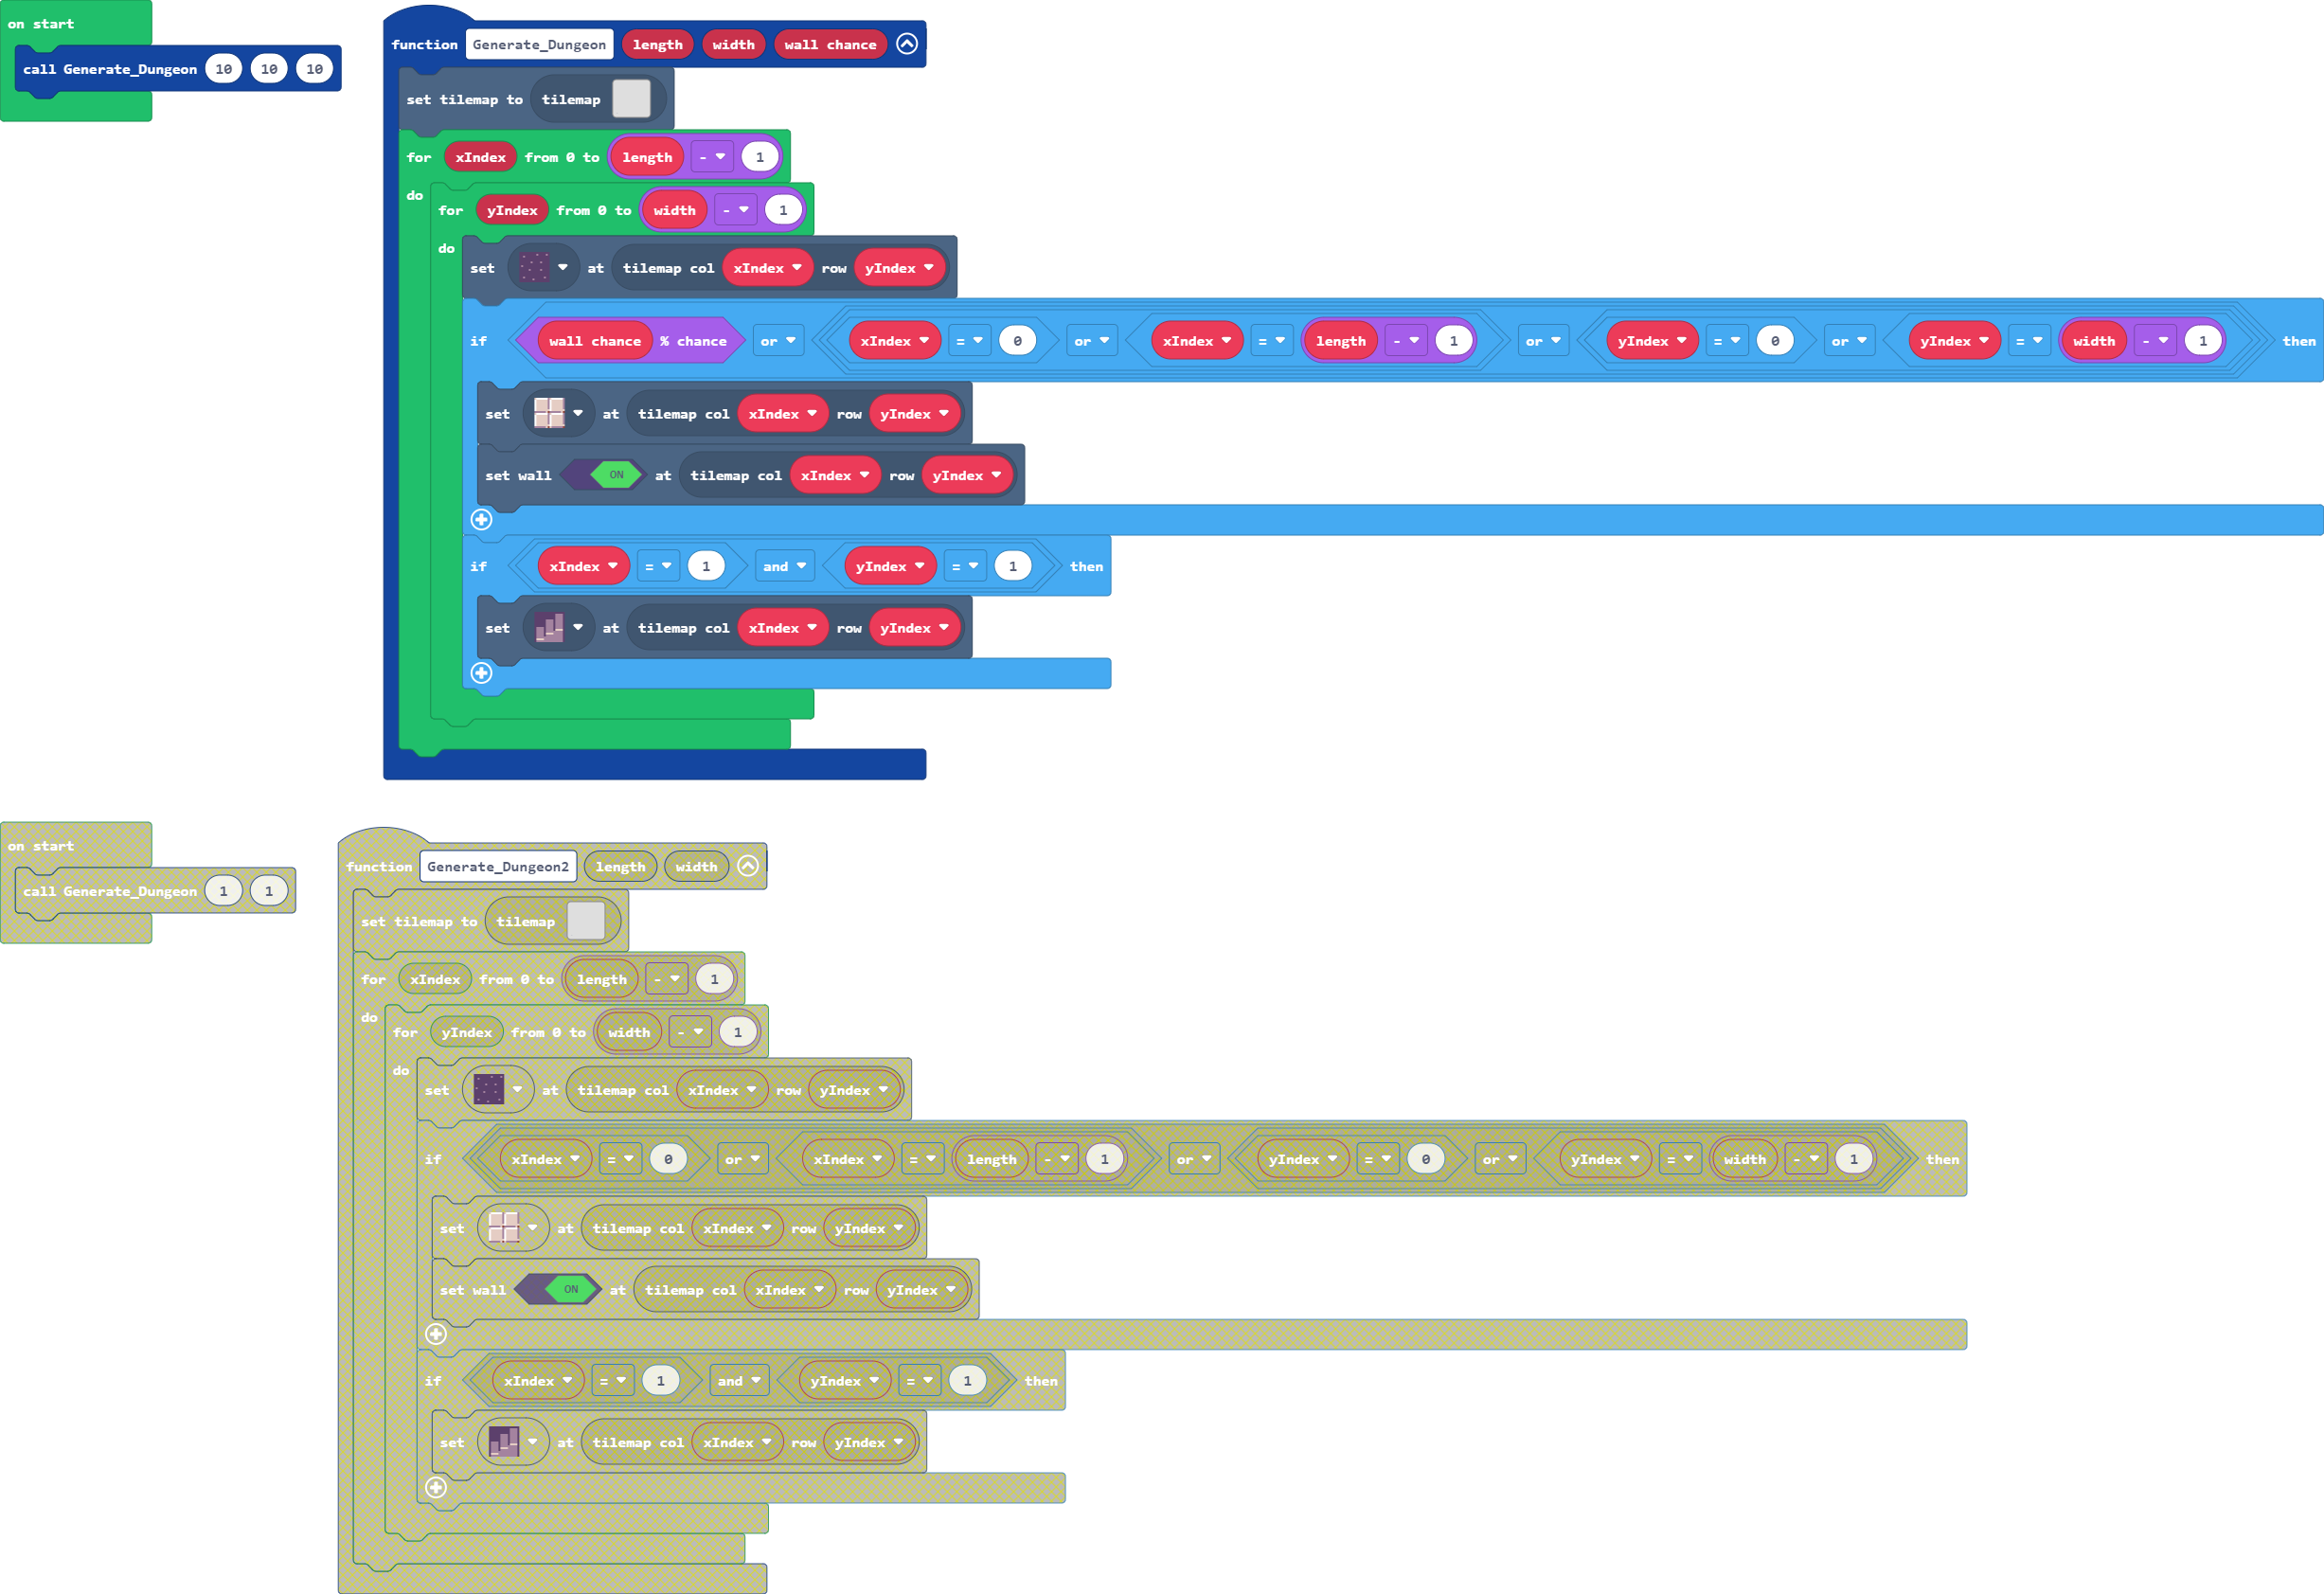 on start
call Generate_Dungeon 10 10 10
function Generate_Dungeon length width wall chance
set tilemap to tilemap
for xIndex from 0 to length - 1
do
for yIndex from 0 to width - 1
do
set at tilemap col xIndex row yIndex
if wall chance % chance or xIndex = 0 or xIndex = length - 1 or yIndex = 0 or yIndex = width - 1 then
set at tilemap col xIndex row yIndex
set wall ON at tilemap col xIndex row yIndex
if xIndex = 1 and yIndex = 1 then
set at tilemap col xIndex row yIndex
on start
call Generate_Dungeon 1 1
function Generate_Dungeon2 length width
set tilemap to tilemap
for xIndex from 0 to length - 1
do
for yIndex from 0 to width - 1
do
set at tilemap col xIndex row yIndex
if xIndex = 0 or xIndex = length - 1 or yIndex = 0 or yIndex = width - 1 then
set at tilemap col xIndex row yIndex
set wall ON at tilemap col xIndex row yIndex
if xIndex = 1 and yIndex = 1 then
set at tilemap col xIndex row yIndex